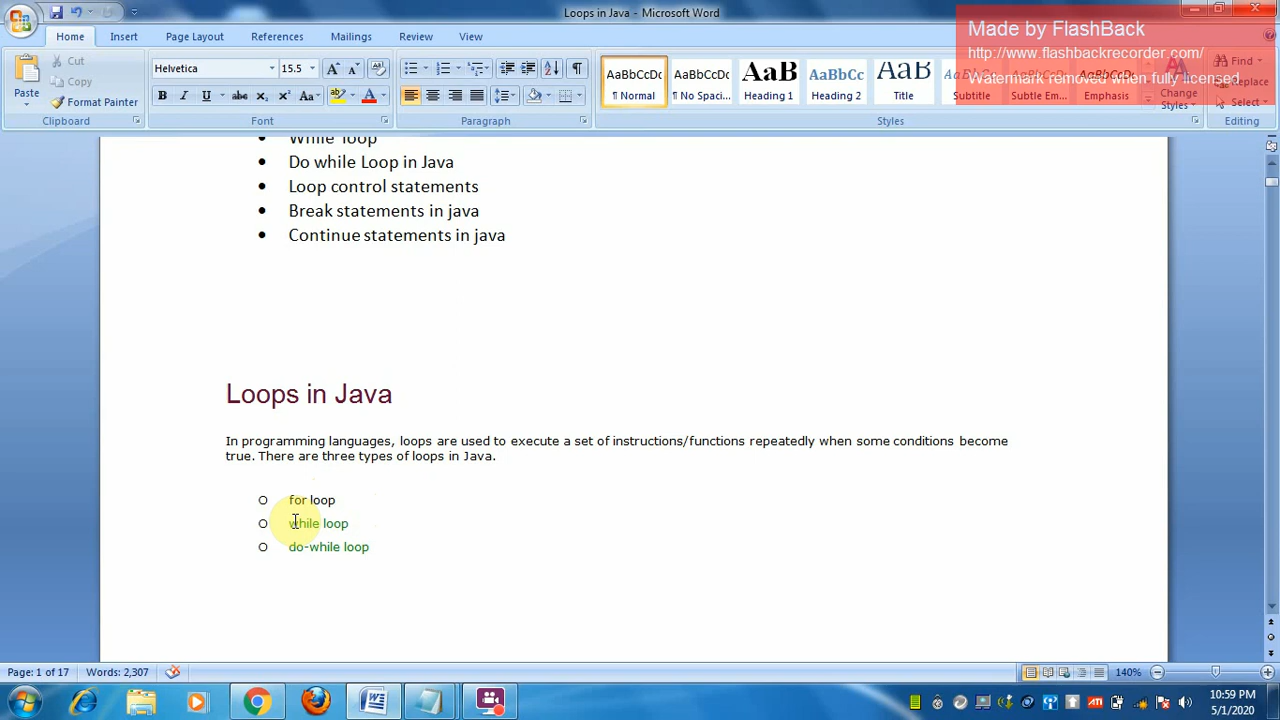 Loops in Java - Microsoft Word
Made by FlashBack
http://www.flashbackrecorder.com/
Watermark removed when fully licensed
Home Insert Page Layout References Mailings Review View
Paste
Cut
Copy
Format Painter
Clipboard
Helvetica 15.5
B I U abc X₂ X² Aa A
Font
Paragraph
AaBbCcDc AaBbCcDc AaB AaBbCc AaB AaBbCc
¶ Normal ¶ No Spaci... Heading 1 Heading 2 Title Subtitle Subtle Em... Emphasis
Change
Styles
Styles
Find
Replace
Select
Editing
While loop
Do while Loop in Java
Loop control statements
Break statements in java
Continue statements in java
Loops in Java
In programming languages, loops are used to execute a set of instructions/functions repeatedly when some conditions become
true. There are three types of loops in Java.
for loop
while loop
do-while loop
Page: 1 of 17 Words: 2,307 140%
10:59 PM
5/1/2020